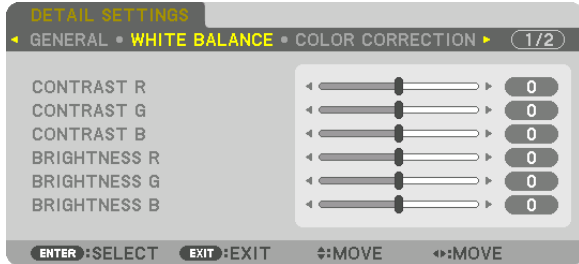 DETAIL SETTINGS
GENERAL • WHITE BALANCE • COLOR CORRECTION 1/2
CONTRAST R 0
CONTRAST G 0
CONTRAST B 0
BRIGHTNESS R 0
BRIGHTNESS G 0
BRIGHTNESS B 0
ENTER :SELECT EXIT :EXIT :MOVE :MOVE